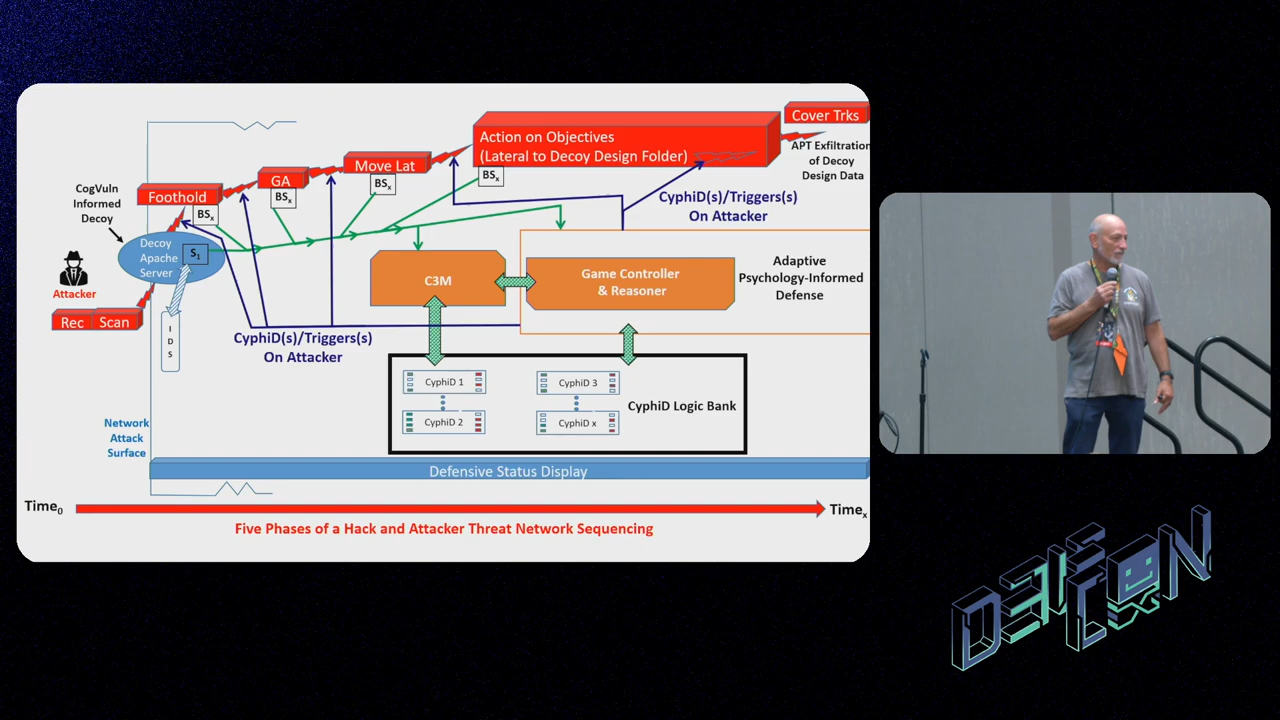 Cover Trks
Action on Objectives
(Lateral to Decoy Design Folder)
APT Exfiltration
of Decoy
Design Data
Move Lat
GA
Foothold
BSx
BSx
BSx
BSx
CogVuln
Informed
Decoy
CyphiD(s)/Triggers(s)
On Attacker
Decoy
Apache
Server
S1
Attacker
Rec
Scan
I
D
S
C3M
Game Controller
& Reasoner
Adaptive
Psychology-Informed
Defense
CyphiD(s)/Triggers(s)
On Attacker
CyphiD 1
CyphiD 3
CyphiD 2
CyphiD x
CyphiD Logic Bank
Network
Attack
Surface
Defensive Status Display
Time0
Timex
Five Phases of a Hack and Attacker Threat Network Sequencing
DEF
CON